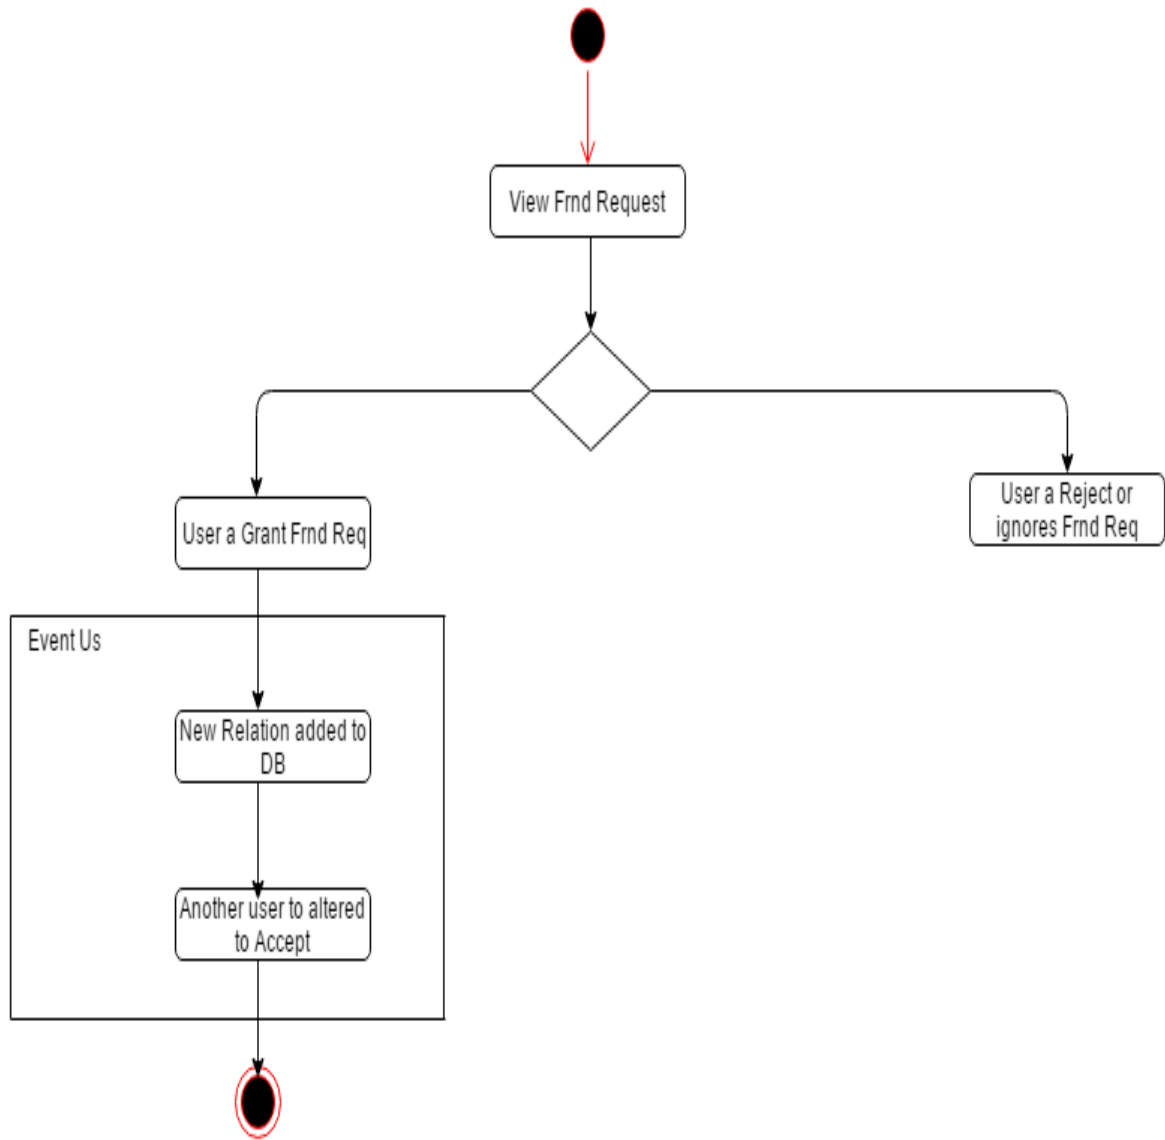 View Frnd Request
User a Grant Frnd Req
User a Reject or
ignores Frnd Req
Event Us
New Relation added to
DB
Another user to altered
to Accept